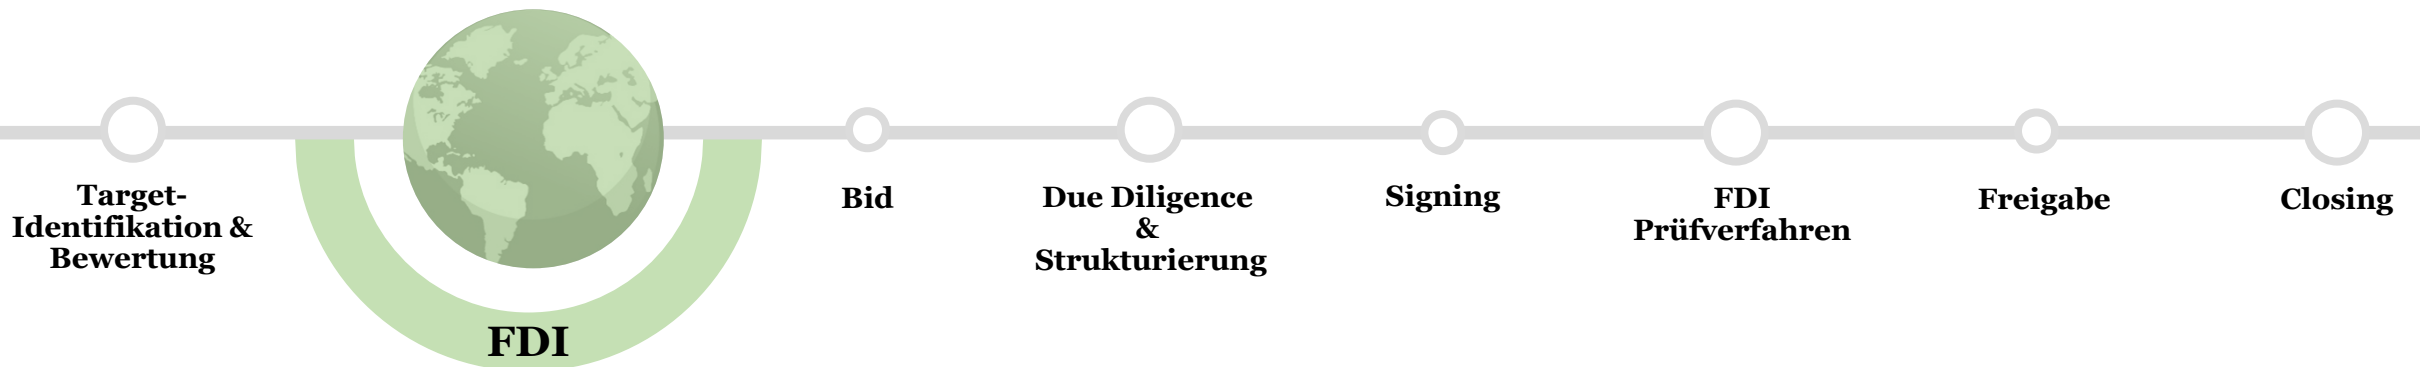 Target-
Identifikation &
Bewertung
FDI
Bid
Due Diligence
&
Strukturierung
Signing
FDI
Prüfverfahren
Freigabe
Closing